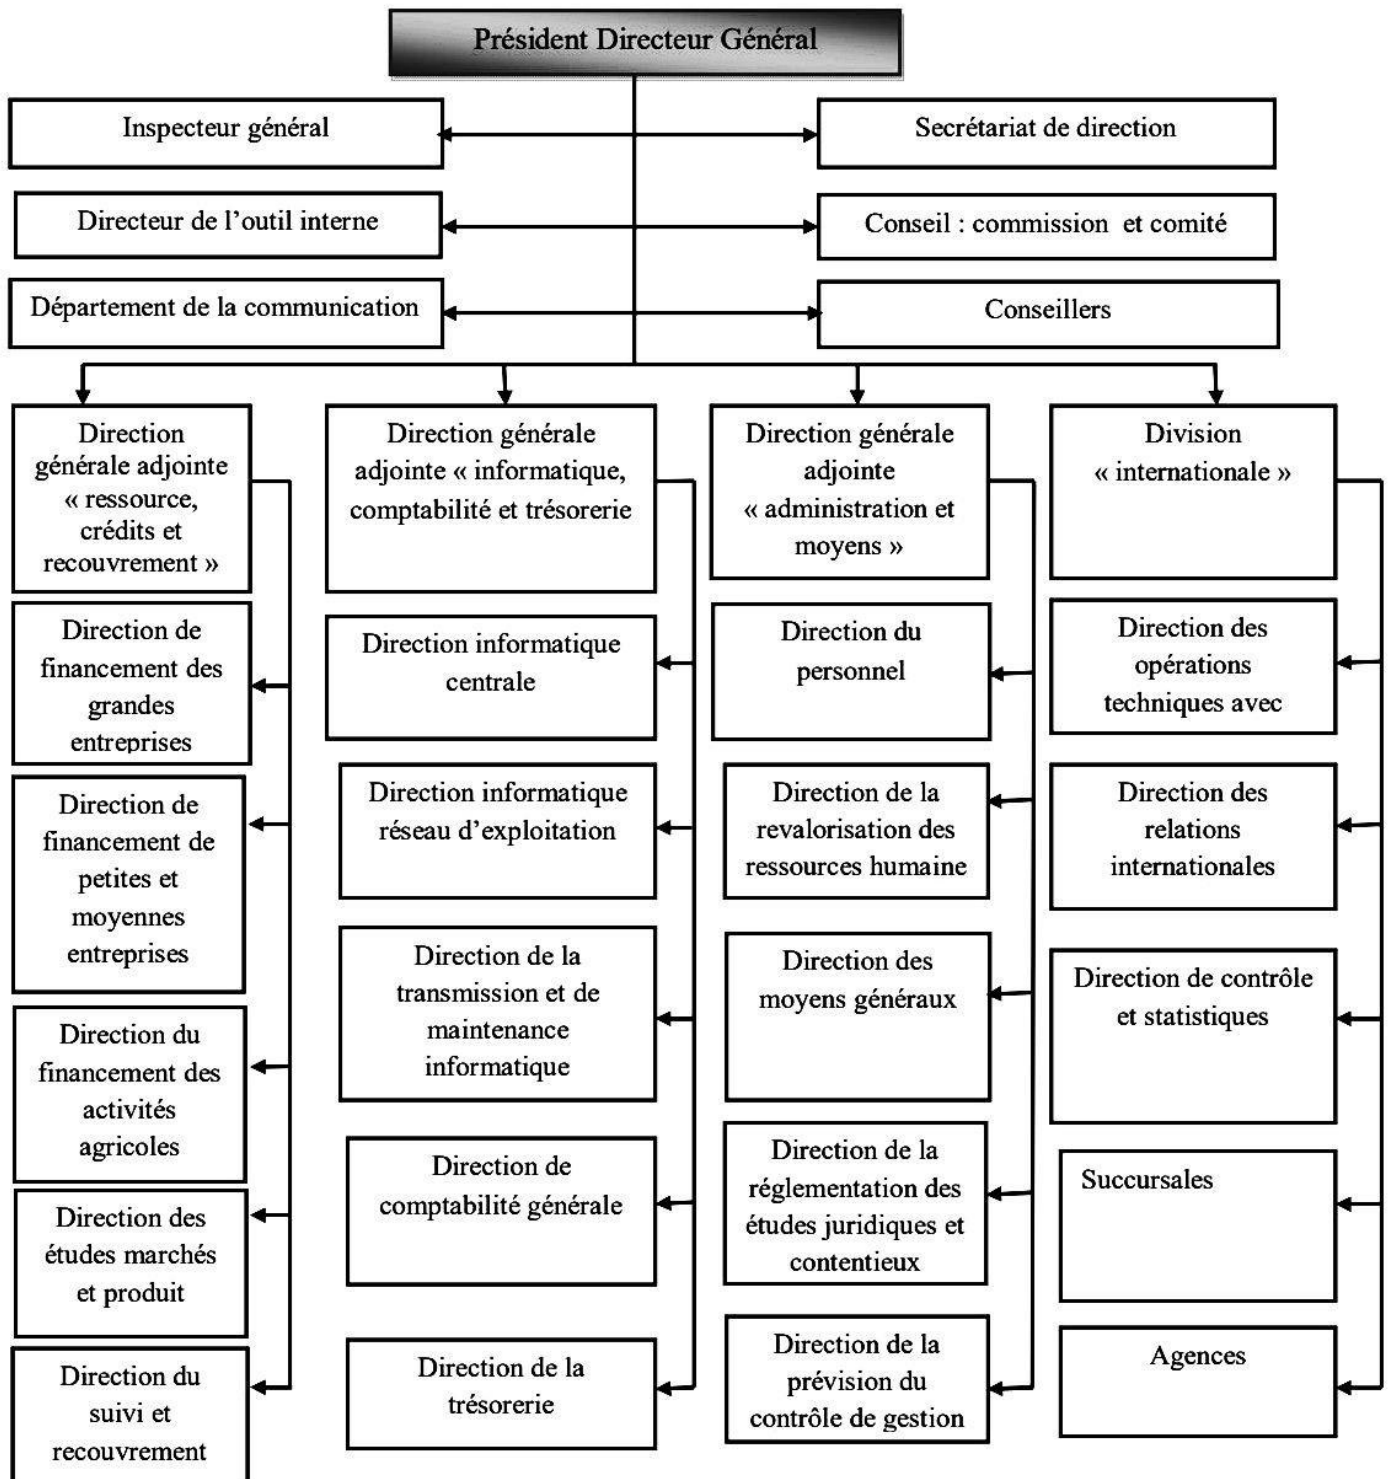 Président Directeur Général
Inspecteur général
Secrétariat de direction
Directeur de l’outil interne
Conseil : commission et comité
Département de la communication
Conseillers
Direction
générale adjointe
« ressource,
crédits et
recouvrement »
Direction générale
adjointe « informatique,
comptabilité et trésorerie
Direction générale
adjointe
« administration et
moyens »
Division
« internationale »
Direction de
financement des
grandes
entreprises
Direction informatique
centrale
Direction du
personnel
Direction des
opérations
techniques avec
Direction de
financement de
petites et
moyennes
entreprises
Direction informatique
réseau d’exploitation
Direction de la
revalorisation des
ressources humaine
Direction des
relations
internationales
Direction du
financement des
activités
agricoles
Direction de la
transmission et de
maintenance
informatique
Direction des
moyens généraux
Direction de contrôle
et statistiques
Direction des
études marchés
et produit
Direction de
comptabilité générale
Direction de la
réglementation des
études juridiques et
contentieux
Succursales
Direction du
suivi et
recouvrement
Direction de la
trésorerie
Direction de la
prévision du
contrôle de gestion
Agences